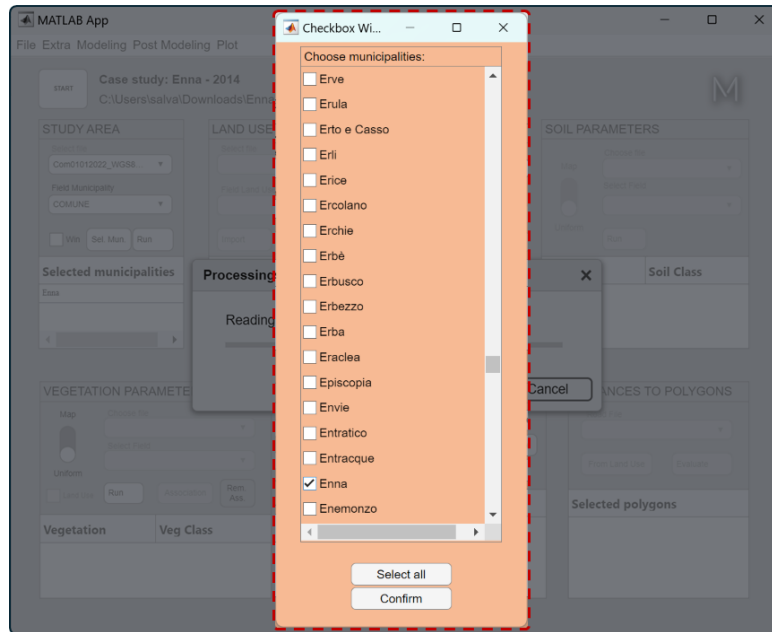 MATLAB App
File Extra Modeling Post Modeling Plot
START
Case study: Enna - 2014
C:\Users\salva\Downloads\Enna
M
STUDY AREA
LAND USE
SOIL PARAMETERS
Com01012022_WGS8...
Field Municipality
COMUNE
Win
Sel. Mun.
Run
Selected municipalities
Enna
Soil Class
Run
Processing
Reading
Cancel
VEGETATION PARAMETE
ANCES TO POLYGONS
Map
Uniform
Run
Rem.
Ass.
Vegetation
Veg Class
Selected polygons
Checkbox Wi...
Choose municipalities:
Erve
Erula
Erto e Casso
Erli
Erice
Ercolano
Erchie
Erbè
Erbusco
Erbezzo
Erba
Eraclea
Episcopia
Envie
Entratico
Entracque
Enna
Enemonzo
Select all
Confirm